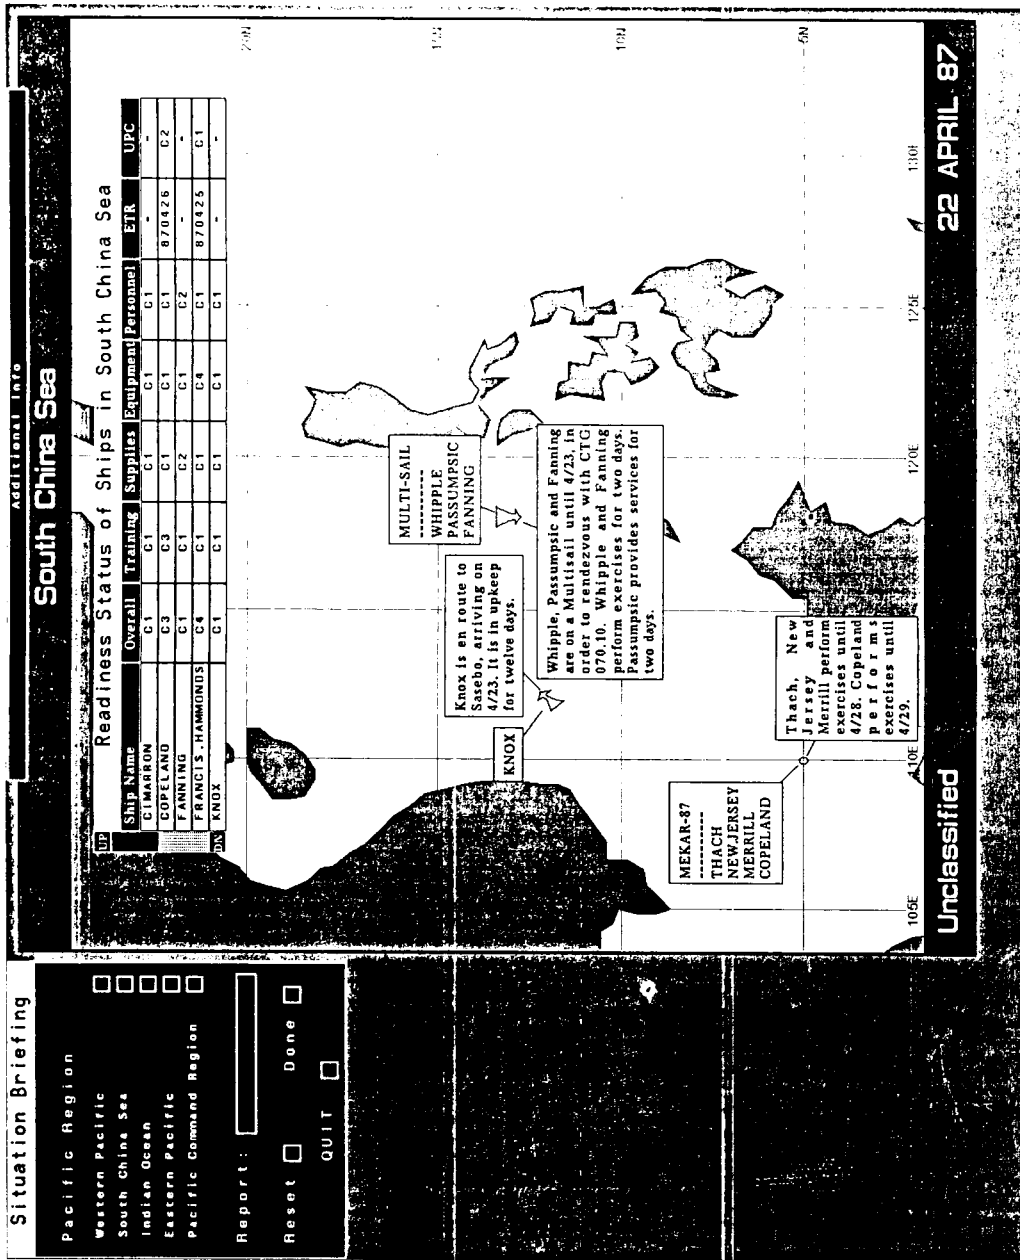 Situation Briefing
Pacific Region
Western Pacific
South China Sea
Indian Ocean
Eastern Pacific
Pacific Command Region
Report:
Reset
Done
QUIT
Additional Info
South China Sea
Readiness Status of Ships in South China Sea
UP
DN
Ship Name Overall Training Supplies Equipment Personnel ETR UPC
CIMARRON C1 C1 C1 C1 C1 - -
COPELAND C3 C3 C1 C1 C1 870426 C2
FANNING C1 C1 C2 C1 C2 - -
FRANCIS.HAMMONDS C4 C1 C1 C4 C1 870425 C1
KNOX C1 C1 C1 C1 C1 - -
20N
15N
10N
5N
MULTI-SAIL
----------
WHIPPLE
PASSUMPSIC
FANNING
Knox is en route to
Sasebo, arriving on
4/23. It is in upkeep
for twelve days.
KNOX
Whipple, Passumpsic and Fanning
are on a Multisail until 4/23, in
order to rendezvous with CTG
070.10. Whipple and Fanning
perform exercises for two days.
Passumpsic provides services for
two days.
MEKAR-87
----------
THACH
NEWJERSEY
MERRILL
COPELAND
Thach, New
Jersey and
Merrill perform
exercises until
4/28. Copeland
performs
exercises until
4/29.
105E
110E
120E
125E
130E
Unclassified
22 APRIL 87